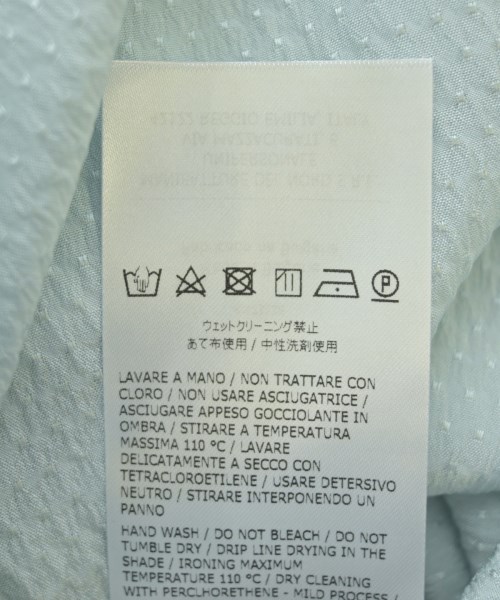 ウェットクリーニング禁止
あて布使用 / 中性洗剤使用
LAVARE A MANO / NON TRATTARE CON
CLORO / NON USARE ASCIUGATRICE /
ASCIUGARE APPESO GOCCIOLANTE IN
OMBRA / STIRARE A TEMPERATURA
MASSIMA 110 °C / LAVARE
DELICATAMENTE A SECCO CON
TETRACLOROETILENE / USARE DETERSIVO
NEUTRO / STIRARE INTERPONENDO UN
PANNO
HAND WASH / DO NOT BLEACH / DO NOT
TUMBLE DRY / DRIP LINE DRYING IN THE
SHADE / IRONING MAXIMUM
TEMPERATURE 110 °C / DRY CLEANING
WITH PERCLHORETHENE - MILD PROCESS /